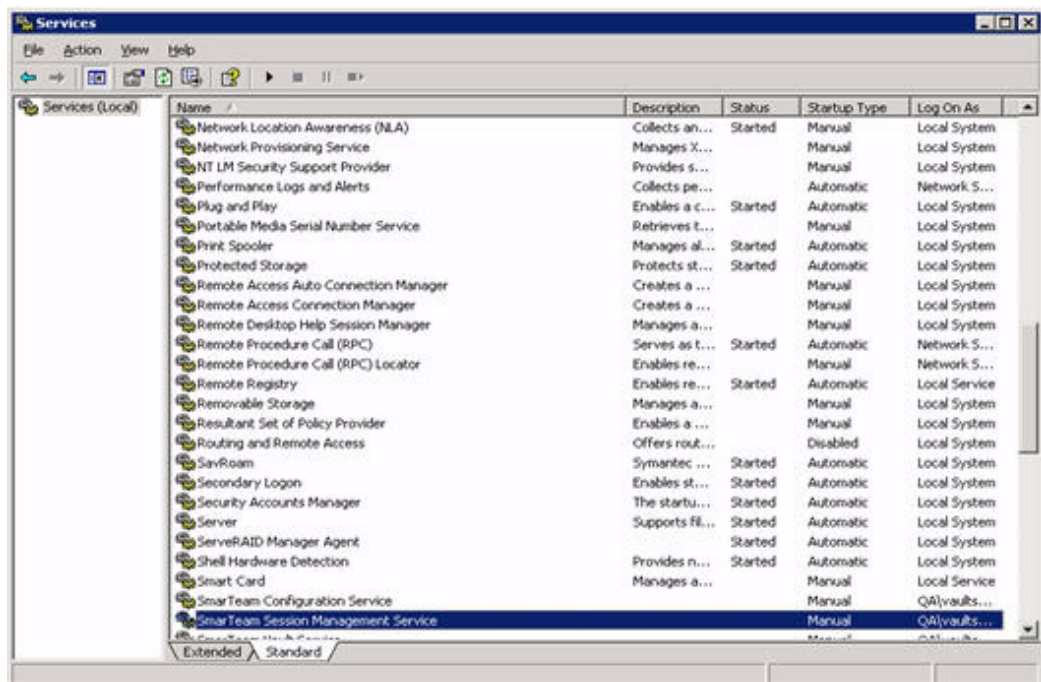 Services
File Action View Help
Services (Local)
Name Description Status Startup Type Log On As
Network Location Awareness (NLA) Collects an... Started Manual Local System
Network Provisioning Service Manages X... Manual Local System
NT LM Security Support Provider Provides s... Manual Local System
Performance Logs and Alerts Collects pe... Automatic Network S...
Plug and Play Enables a c... Started Automatic Local System
Portable Media Serial Number Service Retrieves t... Manual Local System
Print Spooler Manages al... Started Automatic Local System
Protected Storage Protects st... Started Automatic Local System
Remote Access Auto Connection Manager Creates a ... Manual Local System
Remote Access Connection Manager Creates a ... Manual Local System
Remote Desktop Help Session Manager Manages a... Manual Local System
Remote Procedure Call (RPC) Serves as t... Started Automatic Network S...
Remote Procedure Call (RPC) Locator Enables re... Manual Network S...
Remote Registry Enables re... Started Automatic Local Service
Removable Storage Manages a... Manual Local System
Resultant Set of Policy Provider Enables a ... Manual Local System
Routing and Remote Access Offers rout... Disabled Local System
SavRoam Symantec ... Started Automatic Local System
Secondary Logon Enables st... Started Automatic Local System
Security Accounts Manager The startu... Started Automatic Local System
Server Supports fil... Started Automatic Local System
ServeRAID Manager Agent Started Automatic Local System
Shell Hardware Detection Provides n... Started Automatic Local System
Smart Card Manages a... Manual Local Service
SmarTeam Configuration Service Manual QA\vaults...
SmarTeam Session Management Service Manual QA\vaults...
Extended Standard